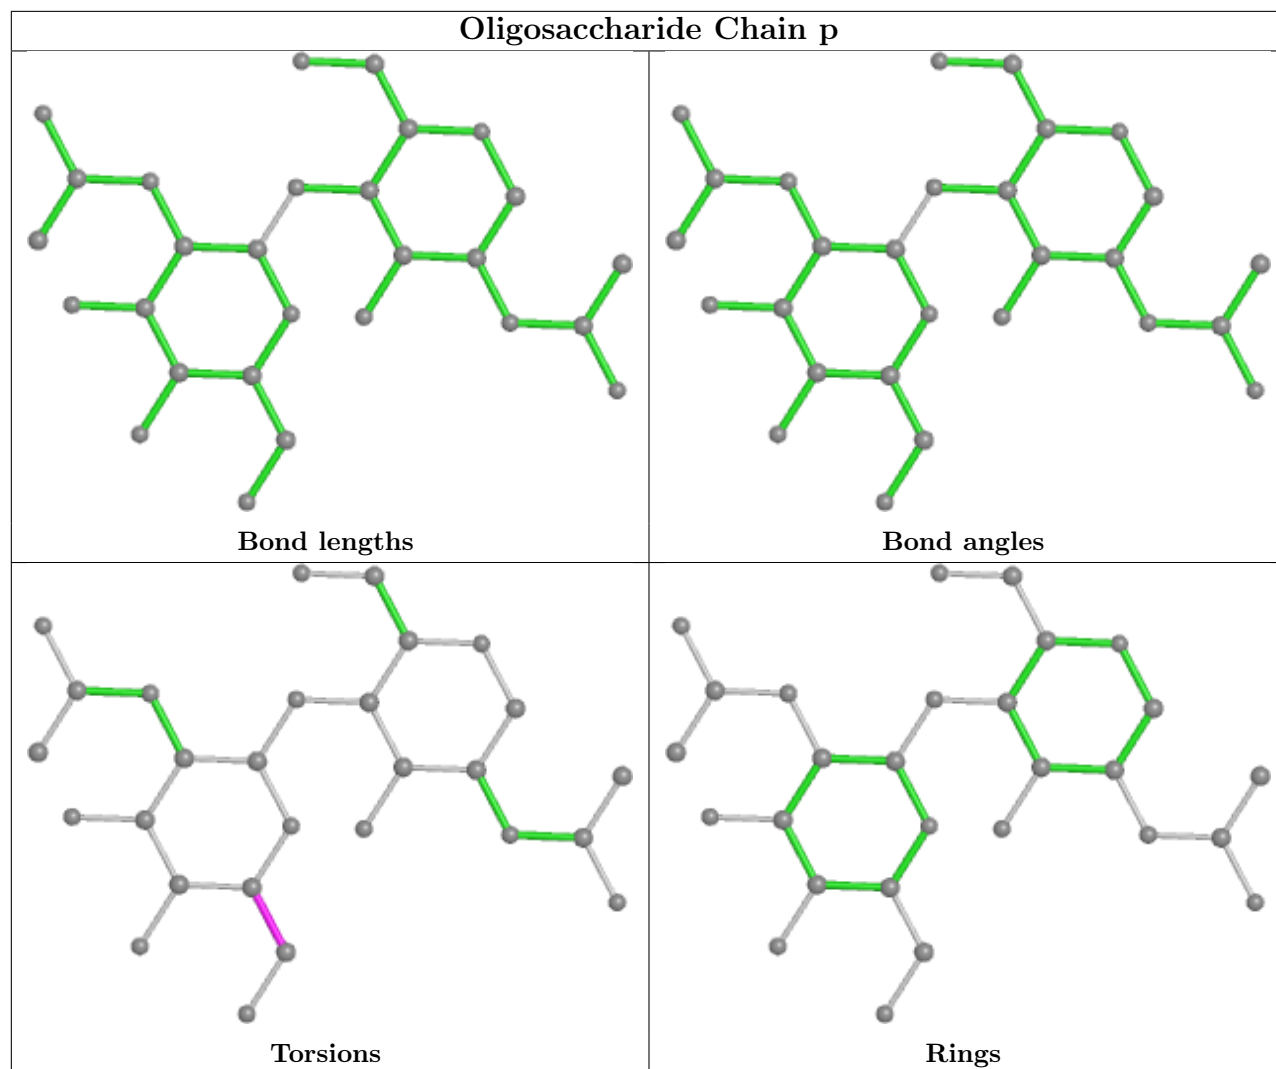 Oligosaccharide Chain p
Bond lengths
Bond angles
Torsions
Rings